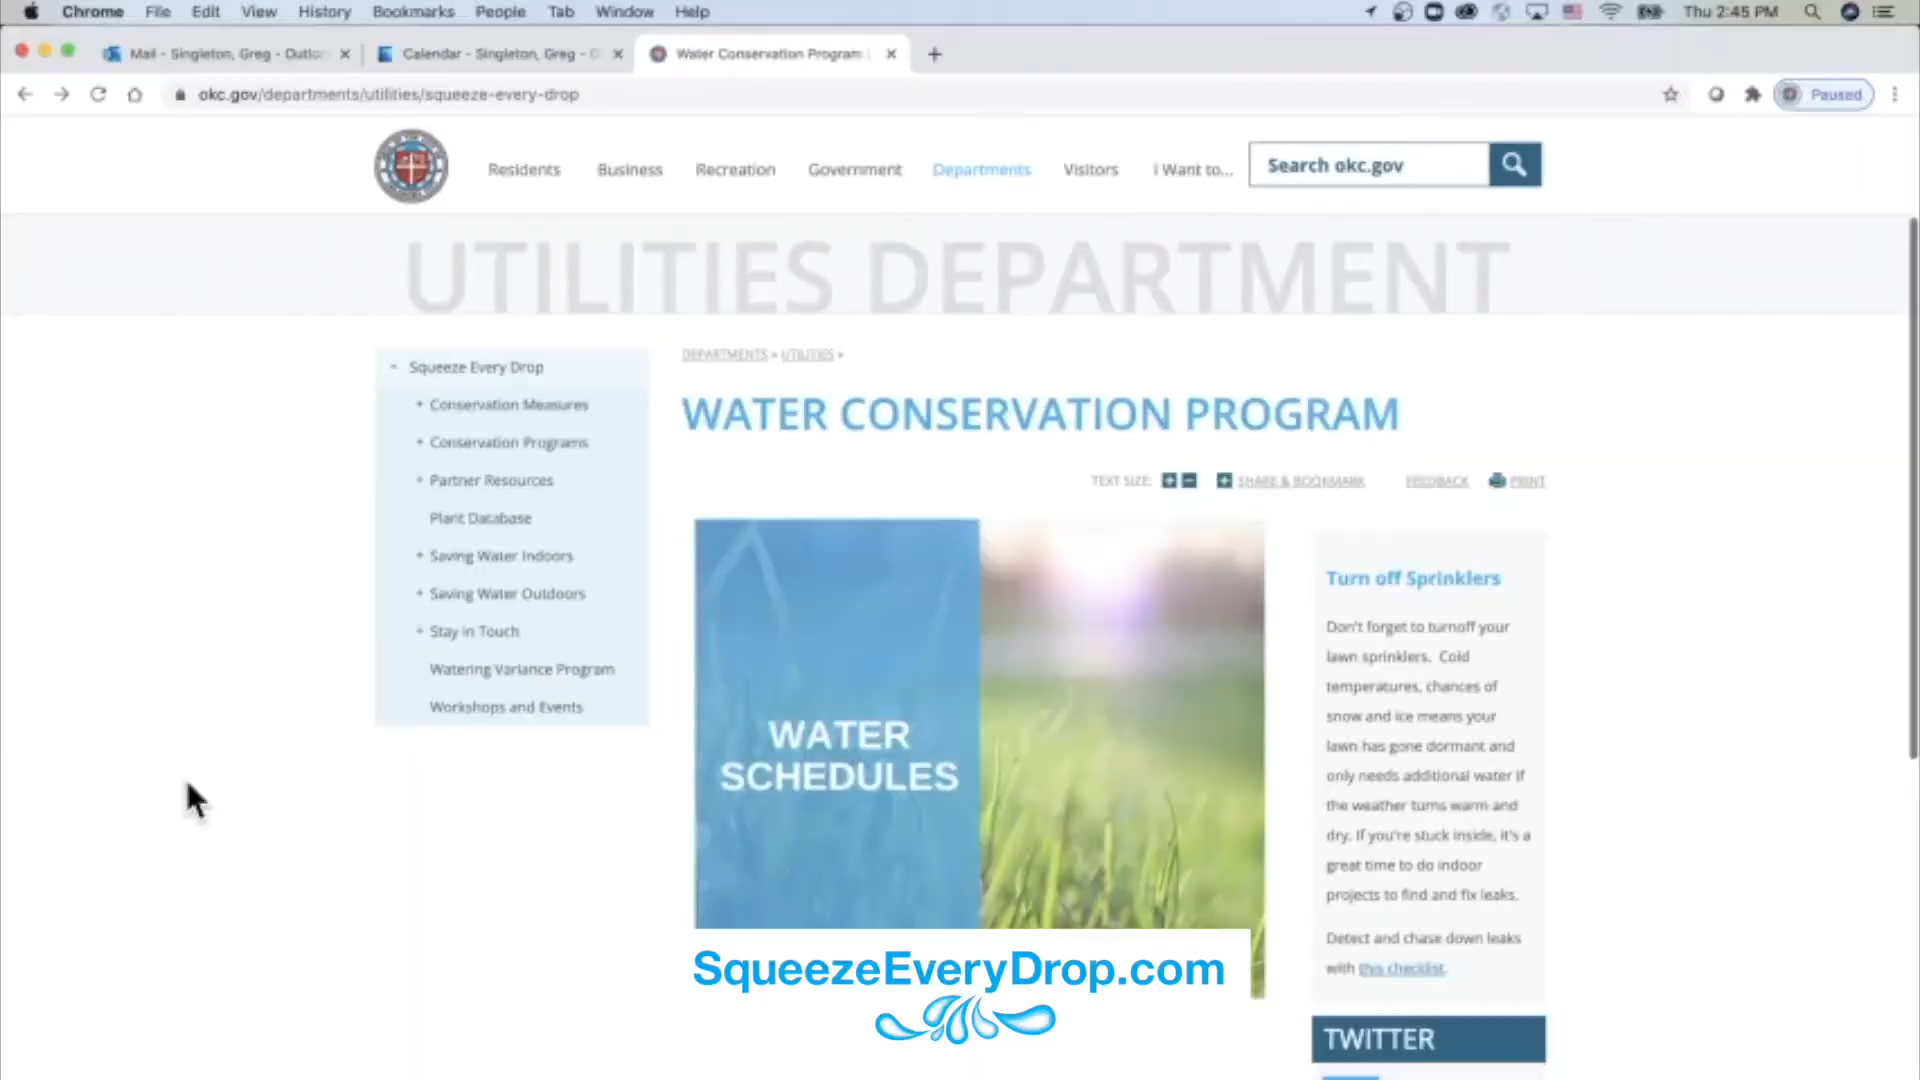 Chrome File Edit View History Bookmarks People Tab Window Help Thu 2:45 PM
Mail - Singleton, Greg - Outlo
Calendar - Singleton, Greg - O
Water Conservation Program
okc.gov/departments/utilities/squeeze-every-drop
Paused
Residents Business Recreation Government Departments Visitors I Want to...
Search okc.gov
UTILITIES DEPARTMENT
Squeeze Every Drop
Conservation Measures
Conservation Programs
Partner Resources
Plant Database
Saving Water Indoors
Saving Water Outdoors
Stay in Touch
Watering Variance Program
Workshops and Events
DEPARTMENTS » UTILITIES »
WATER CONSERVATION PROGRAM
TEXT SIZE: + − + SHARE & BOOKMARK FEEDBACK PRINT
WATER
SCHEDULES
SqueezeEveryDrop.com
Turn off Sprinklers
Don't forget to turnoff your
lawn sprinklers. Cold
temperatures, chances of
snow and ice means your
lawn has gone dormant and
only needs additional water if
the weather turns warm and
dry. If you're stuck inside, it's a
great time to do indoor
projects to find and fix leaks.
Detect and chase down leaks
with this checklist.
TWITTER